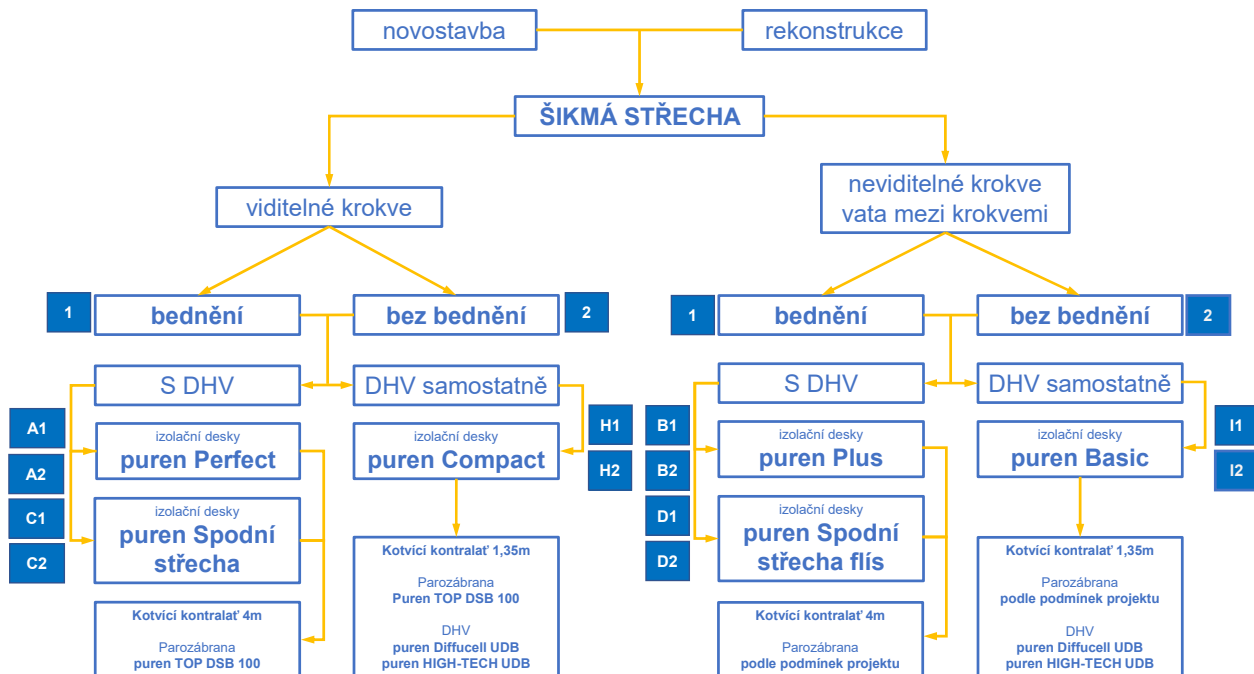 novostavba
rekonstrukce
ŠIKMÁ STŘECHA
viditelné krokve
neviditelné krokve
vata mezi krokvemi
1
bednění
bez bednění
2
1
bednění
bez bednění
2
S DHV
DHV samostatně
S DHV
DHV samostatně
A1
A2
C1
C2
izolační desky
puren Perfect
izolační desky
puren Spodní
střecha
Kotvící kontralať 4m
Parozábrana
puren TOP DSB 100
izolační desky
puren Compact
H1
H2
Kotvící kontralať 1,35m
Parozábrana
Puren TOP DSB 100
DHV
puren Diffucell UDB
puren HIGH-TECH UDB
B1
B2
D1
D2
izolační desky
puren Plus
izolační desky
puren Spodní
střecha flís
Kotvící kontralať 4m
Parozábrana
podle podmínek projektu
izolační desky
puren Basic
I1
I2
Kotvící kontralať 1,35m
Parozábrana
podle podmínek projektu
DHV
puren Diffucell UDB
puren HIGH-TECH UDB